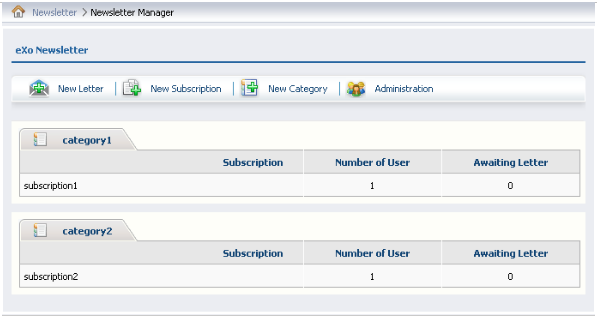 Newsletter > Newsletter Manager
eXo Newsletter
New Letter | New Subscription | New Category | Administration
category1
Subscription Number of User Awaiting Letter
subscription1 1 0
category2
Subscription Number of User Awaiting Letter
subscription2 1 0